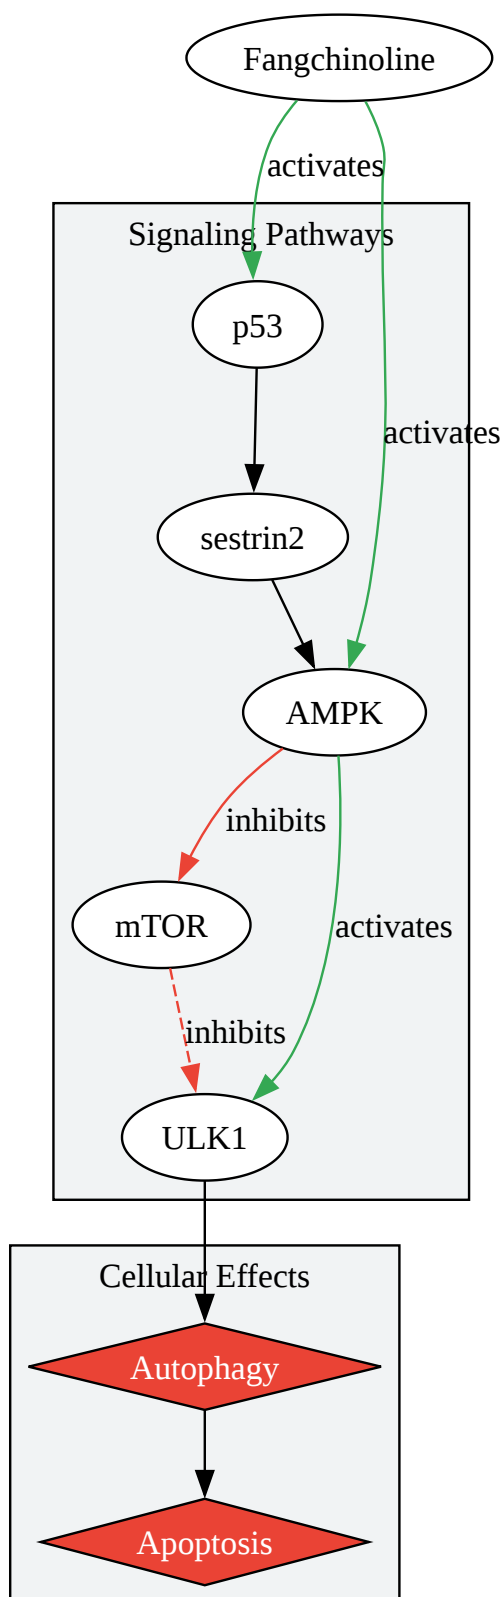 Fangchinoline
activates
Signaling Pathways
p53
activates
sestrin2
AMPK
inhibits
mTOR
activates
inhibits
ULK1
Cellular Effects
Autophagy
Apoptosis